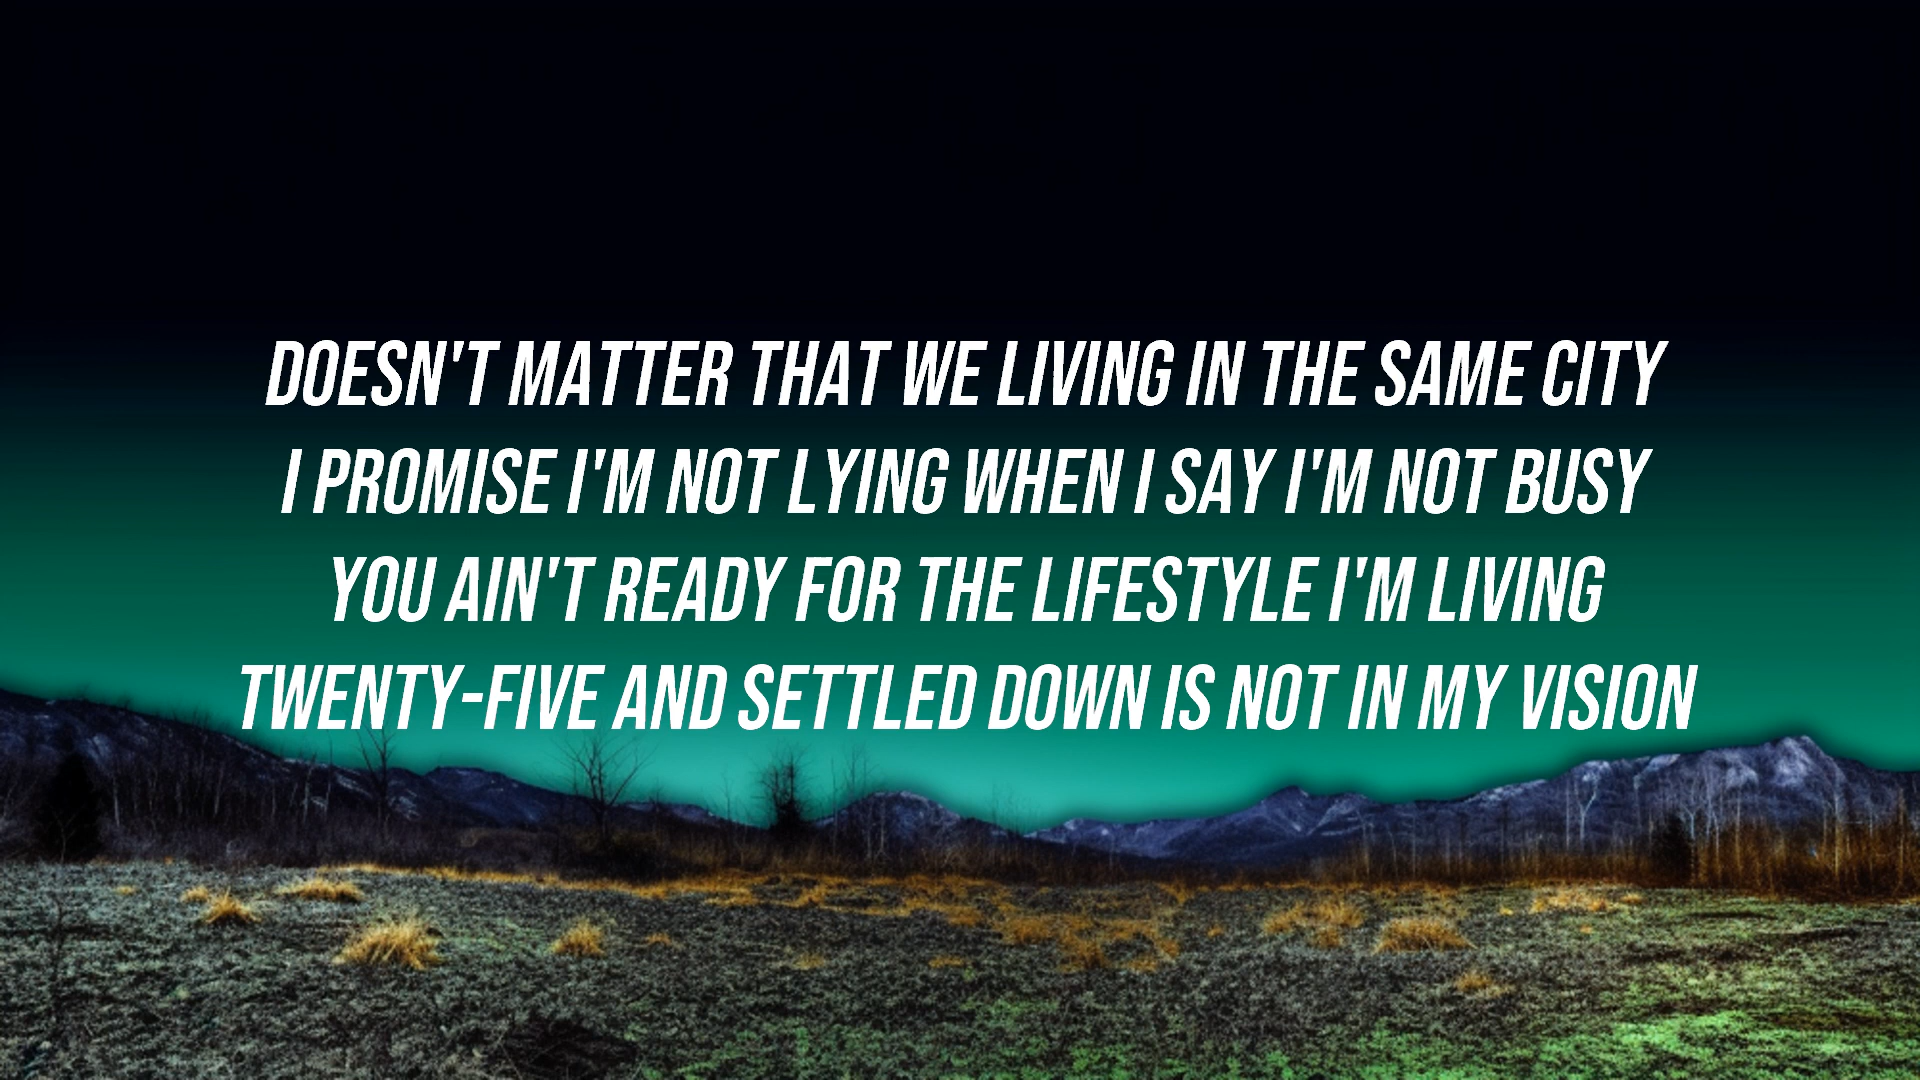 DOESN'T MATTER THAT WE LIVING IN THE SAME CITY
I PROMISE I'M NOT LYING WHEN I SAY I'M NOT BUSY
YOU AIN'T READY FOR THE LIFESTYLE I'M LIVING
TWENTY-FIVE AND SETTLED DOWN IS NOT IN MY VISION